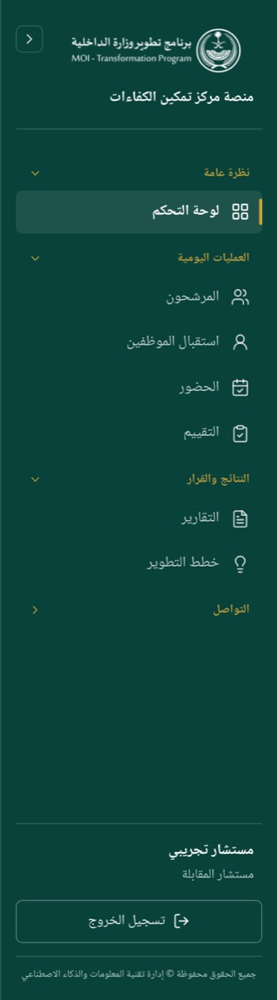 برنامج تطوير وزارة الداخلية
MOI - Transformation Program
منصة مركز تمكين الكفاءات
نظرة عامة
لوحة التحكم
العمليات اليومية
المرشحون
استقبال الموظفين
الحضور
التقييم
النتائج والقرار
التقارير
خطط التطوير
التواصل
مستشار تجريبي
مستشار المقابلة
تسجيل الخروج
جميع الحقوق محفوظة © إدارة تقنية المعلومات والذكاء الاصطناعي